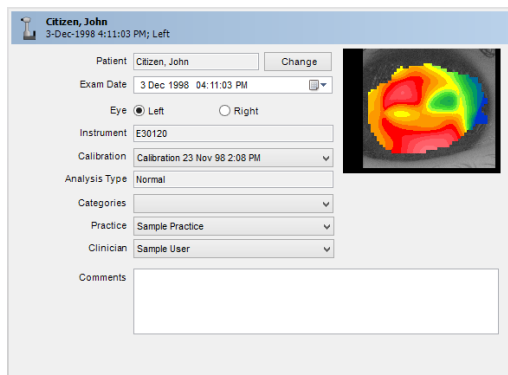 Citizen, John
3-Dec-1998 4:11:03 PM; Left
Patient Citizen, John Change
Exam Date 3 Dec 1998 04:11:03 PM
Eye Left Right
Instrument E30120
Calibration Calibration 23 Nov 98 2:08 PM
Analysis Type Normal
Categories
Practice Sample Practice
Clinician Sample User
Comments